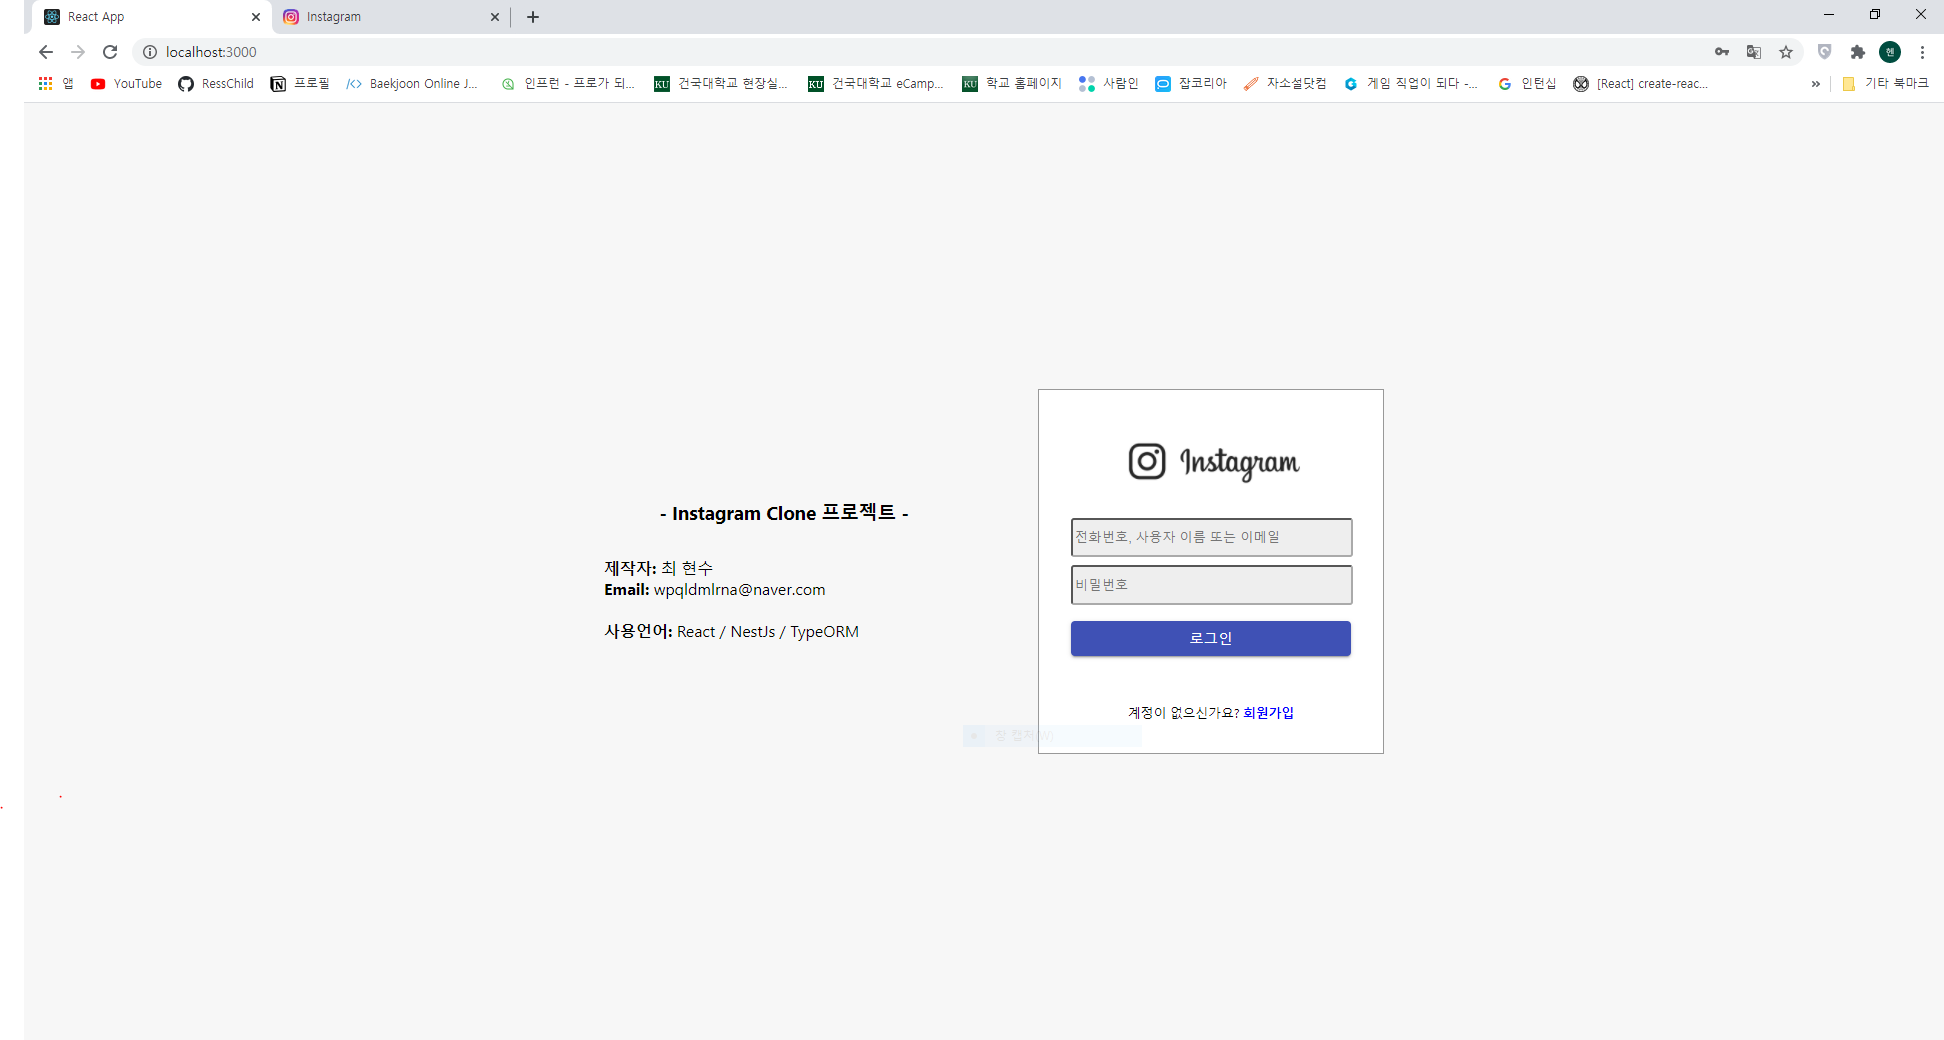 React App
Instagram
localhost:3000
앱
YouTube
RessChild
프로필
Baekjoon Online J...
인프런 - 프로가 되...
건국대학교 현장실...
건국대학교 eCamp...
학교 홈페이지
사람인
잡코리아
자소설닷컴
게임 직업이 되다 -...
인턴십
[React] create-reac...
»
기타 북마크
Instagram
- Instagram Clone 프로젝트 -
전화번호, 사용자 이름 또는 이메일
제작자: 최 현수
비밀번호
Email: wpqldmlrna@naver.com
사용언어: React / NestJs / TypeORM
로그인
계정이 없으신가요? 회원가입
창 캡처(W)